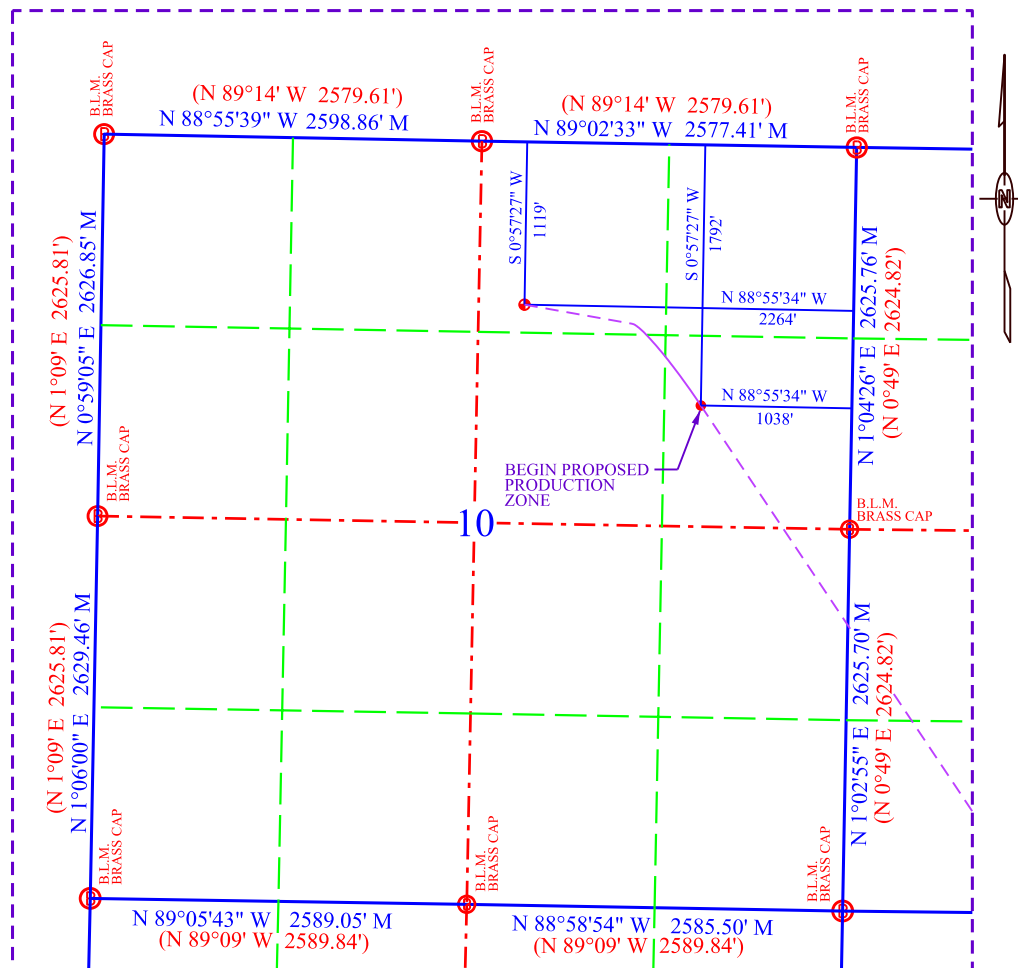 B.L.M.
BRASS CAP
(N 89°14' W 2579.61')
N 88°55'39" W 2598.86' M
B.L.M.
BRASS CAP
(N 89°14' W 2579.61')
N 89°02'33" W 2577.41' M
B.L.M.
BRASS CAP
N
S 0°57'27" W
1119'
S 0°57'27" W
1792'
(N 1°09' E 2625.81')
N 0°59'05" E 2626.85' M
N 88°55'34" W
2264'
N 1°04'26" E 2625.76' M
(N 0°49' E 2624.82')
N 88°55'34" W
1038'
BEGIN PROPOSED
PRODUCTION
ZONE
B.L.M.
BRASS CAP
10
B.L.M.
BRASS CAP
(N 1°09' E 2625.81')
N 1°06'00" E 2629.46' M
N 1°02'55" E 2625.70' M
(N 0°49' E 2624.82')
B.L.M.
BRASS CAP
B.L.M.
BRASS CAP
B.L.M.
BRASS CAP
N 89°05'43" W 2589.05' M
(N 89°09' W 2589.84')
N 88°58'54" W 2585.50' M
(N 89°09' W 2589.84')